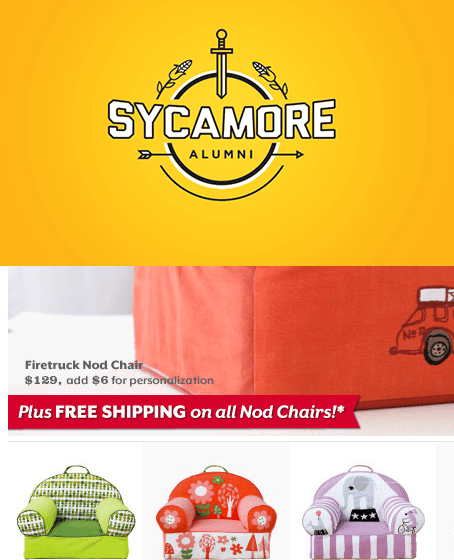 SYCAMORE
ALUMNI
Firetruck Nod Chair
$129, add $6 for personalization
Plus FREE SHIPPING on all Nod Chairs!*